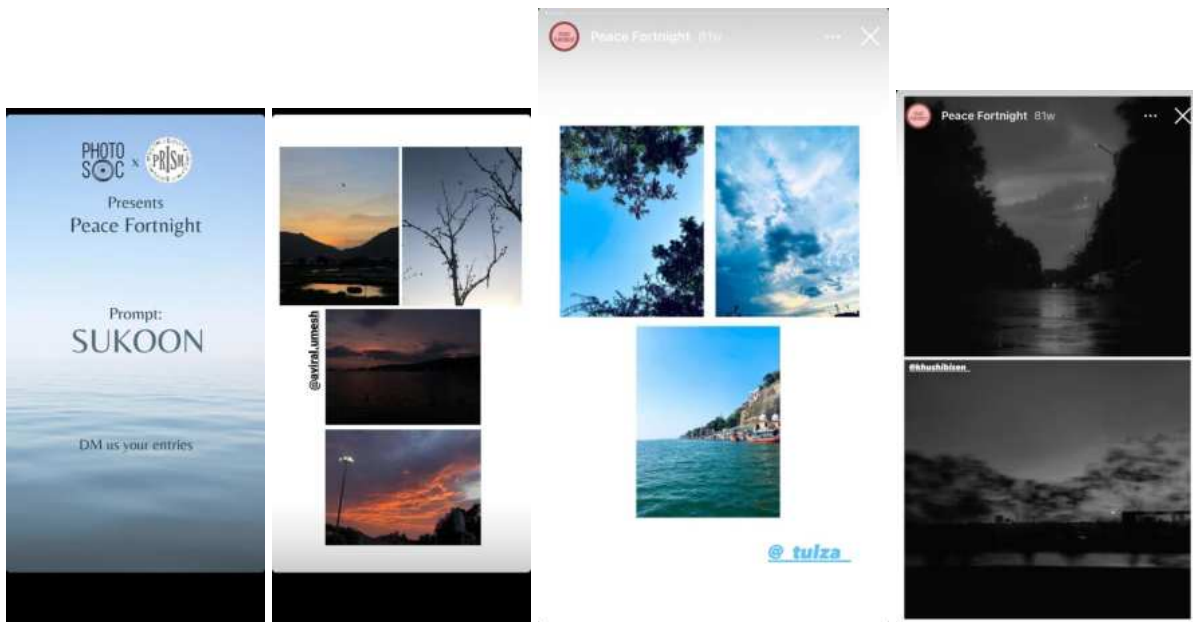 PHOTO
SOC
x
PRISM
Presents
Peace Fortnight
Prompt:
SUKOON
DM us your entries
@aviral.umesh
Peace Fortnight 81w
@_tulza_
Peace Fortnight 81w
@khushibisen_